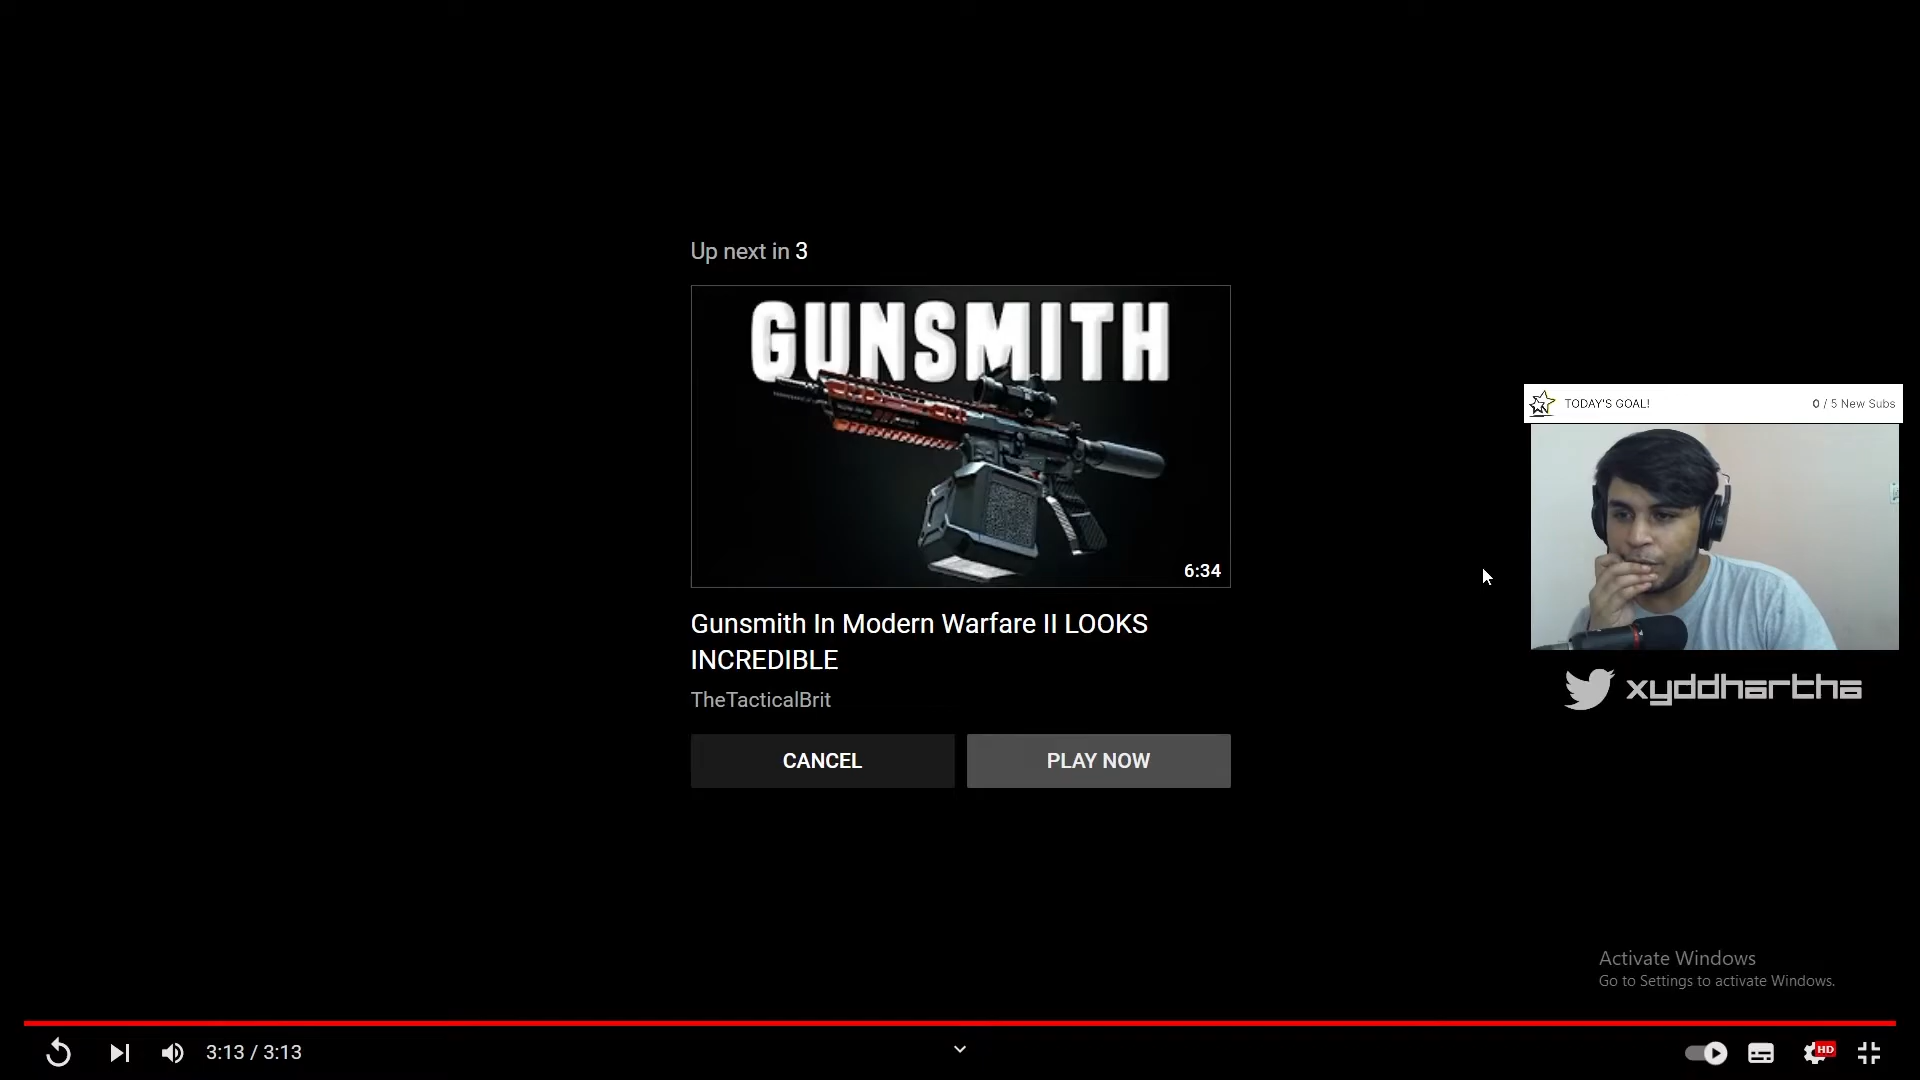 Up next in 3
GUNSMITH
6:34
Gunsmith In Modern Warfare II LOOKS
INCREDIBLE
TheTacticalBrit
CANCEL
PLAY NOW
TODAY'S GOAL!
0 / 5 New Subs
xyddhartha
Activate Windows
Go to Settings to activate Windows.
3:13 / 3:13
HD